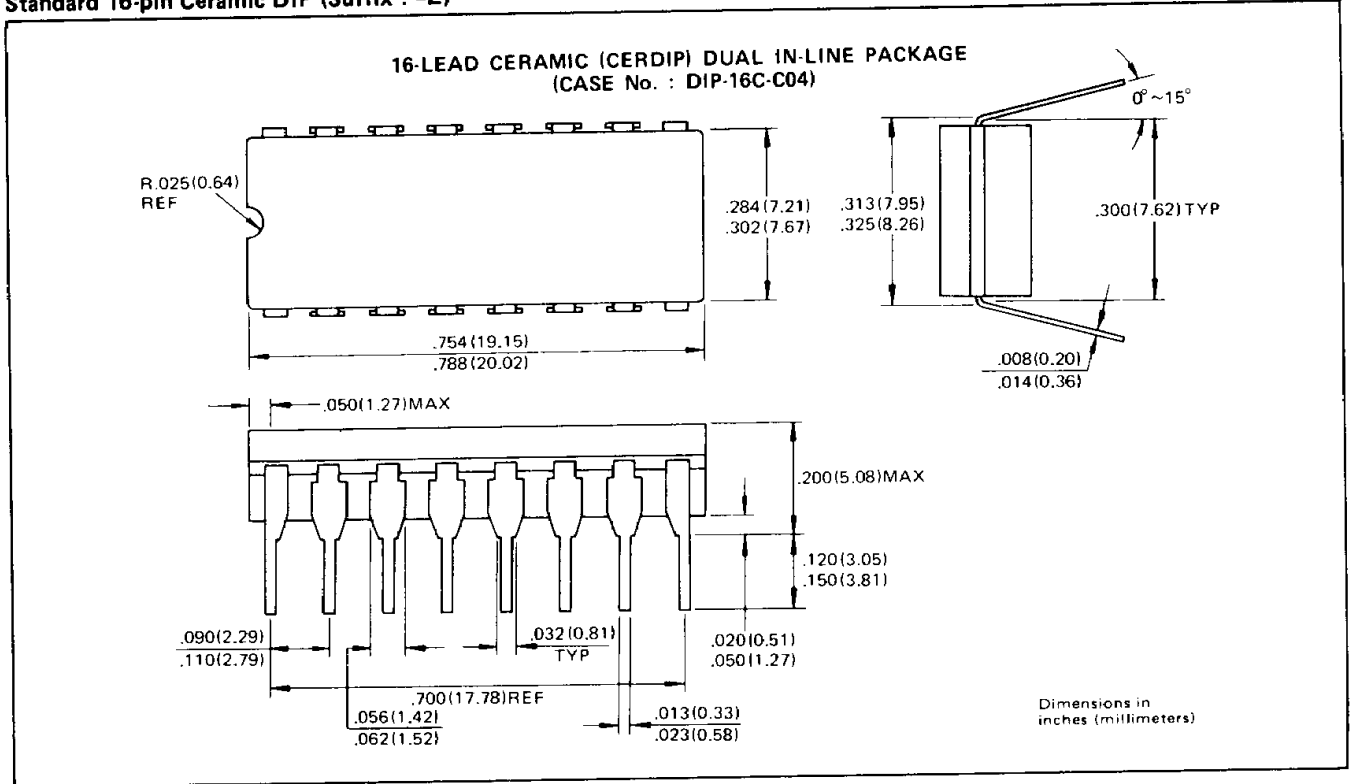 Standard 16-pin Ceramic DIP (Suffix : -Z)
16-LEAD CERAMIC (CERDIP) DUAL IN-LINE PACKAGE
(CASE No. : DIP-16C-C04)
0°~15°
R.025(0.64)
REF
.284(7.21)
.302(7.67)
.313(7.95)
.325(8.26)
.300(7.62)TYP
.754(19.15)
.788(20.02)
.008(0.20)
.014(0.36)
.050(1.27)MAX
.200(5.08)MAX
.120(3.05)
.150(3.81)
.090(2.29)
.110(2.79)
.032(0.81)
TYP
.020(0.51)
.050(1.27)
.700(17.78)REF
.056(1.42)
.062(1.52)
.013(0.33)
.023(0.58)
Dimensions in
inches (millimeters)